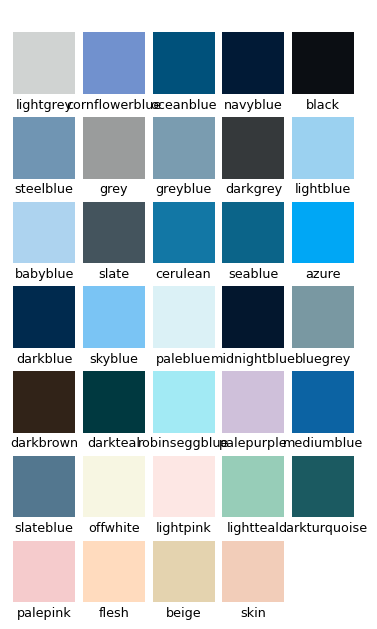 lightgrey cornflowerblue oceanblue navyblue black
steelblue grey greyblue darkgrey lightblue
babyblue slate cerulean seablue azure
darkblue skyblue paleblue midnightblue bluegrey
darkbrown darkteal robinseggblue palepurple mediumblue
slateblue offwhite lightpink lightteal darkturquoise
palepink flesh beige skin